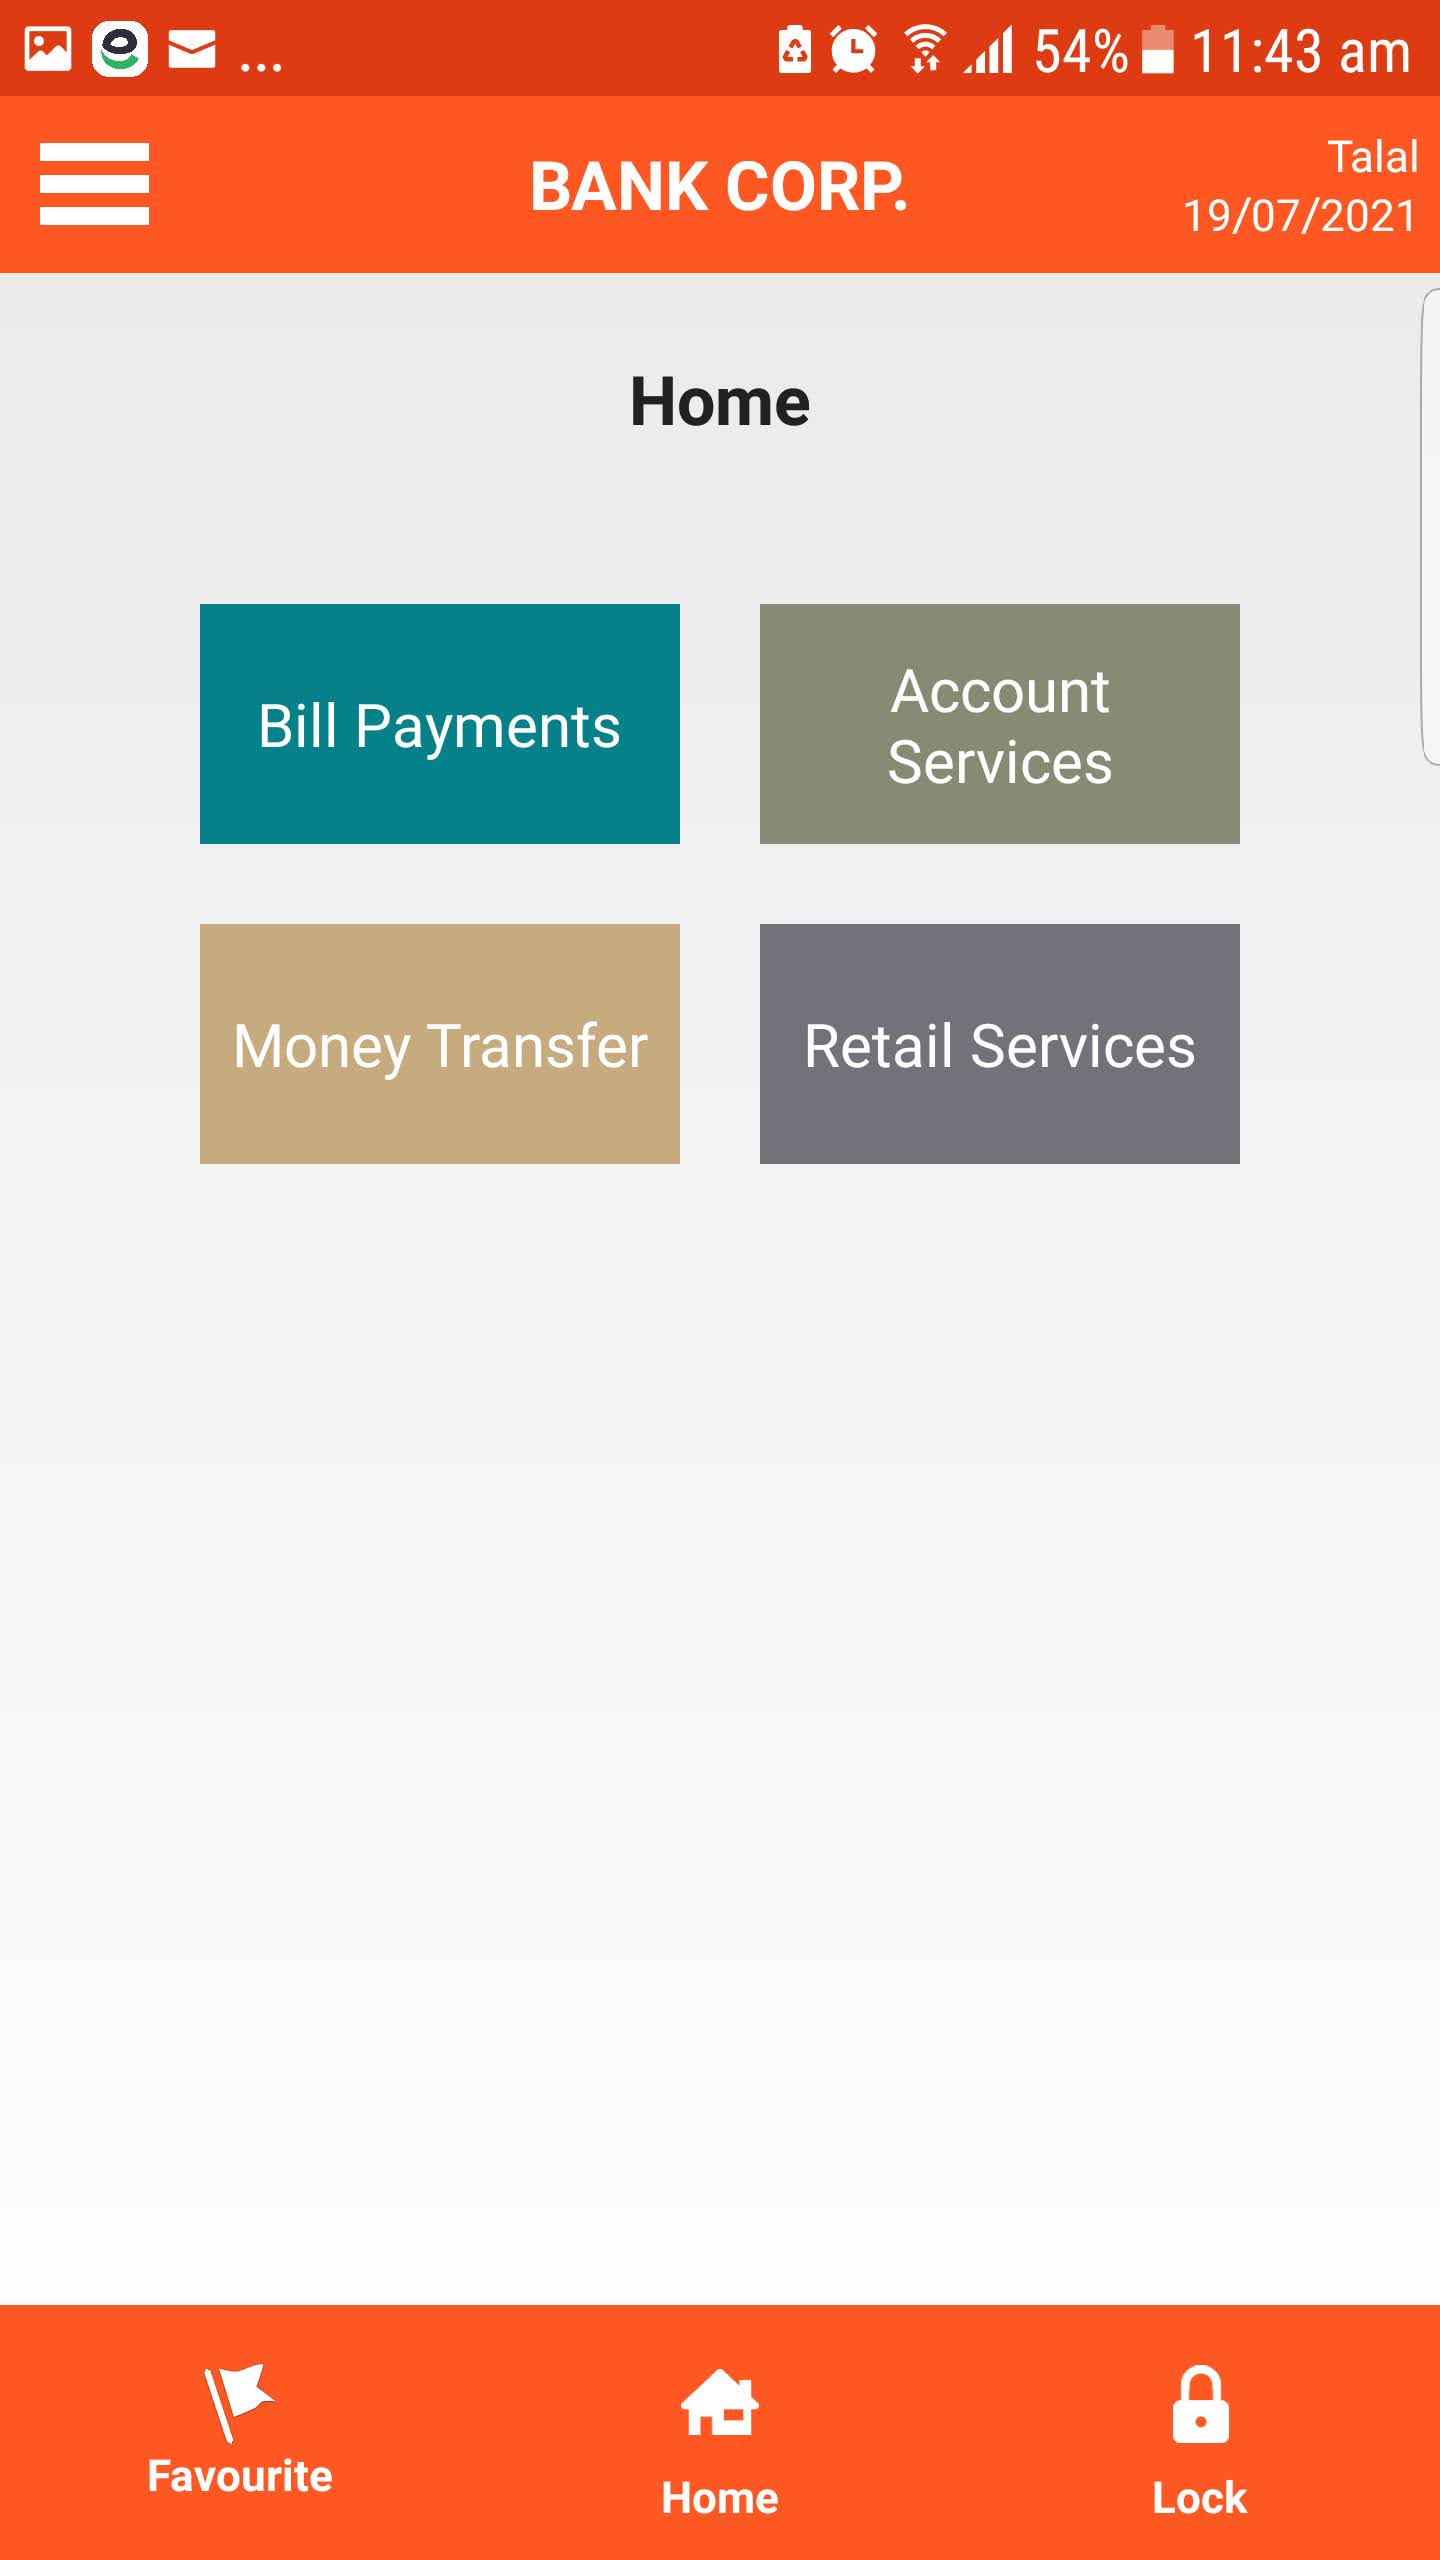 ... 54% 11:43 am
BANK CORP.
Talal
19/07/2021
Home
Bill Payments
Account
Services
Money Transfer
Retail Services
Favourite
Home
Lock